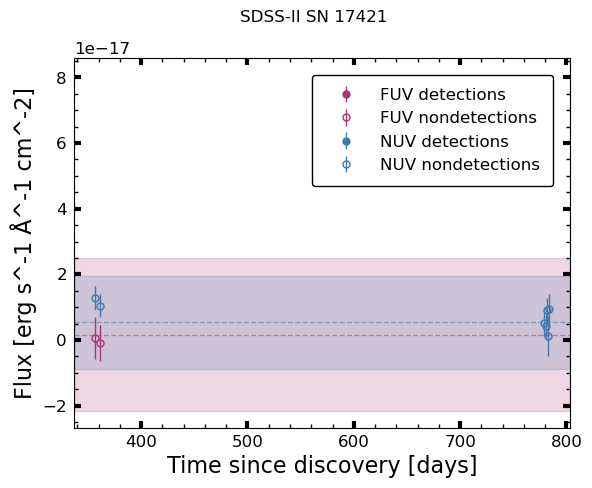 SDSS-II SN 17421
1e−17
FUV detections
FUV nondetections
NUV detections
NUV nondetections
8
6
4
2
0
−2
Flux [erg s^-1 Å^-1 cm^-2]
400
500
600
700
800
Time since discovery [days]